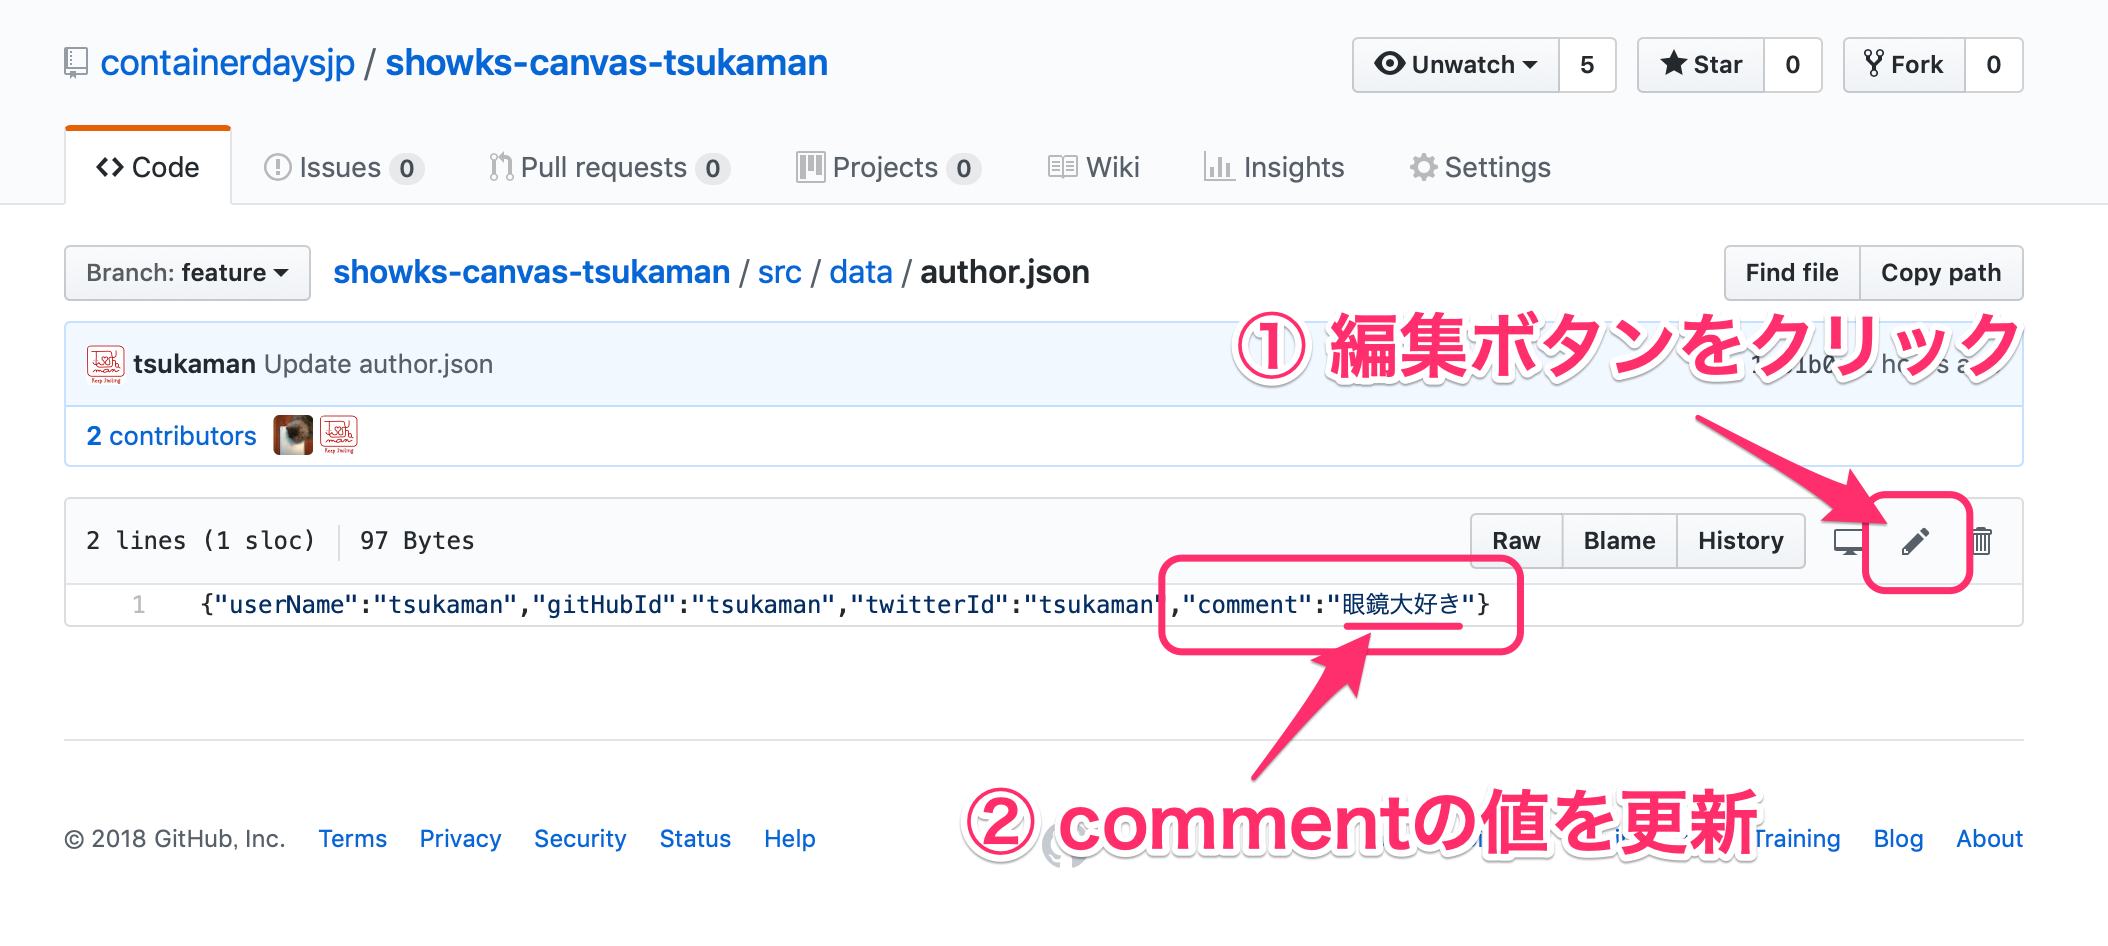 containerdaysjp / showks-canvas-tsukaman
Unwatch 5 Star 0 Fork 0
Code Issues 0 Pull requests 0 Projects 0 Wiki Insights Settings
Branch: feature showks-canvas-tsukaman / src / data / author.json Find file Copy path
① 編集ボタンをクリック
tsukaman Update author.json
2 contributors
2 lines (1 sloc) 97 Bytes Raw Blame History
1 {"userName":"tsukaman","gitHubId":"tsukaman","twitterId":"tsukaman","comment":"眼鏡大好き"}
② commentの値を更新
© 2018 GitHub, Inc. Terms Privacy Security Status Help Training Blog About